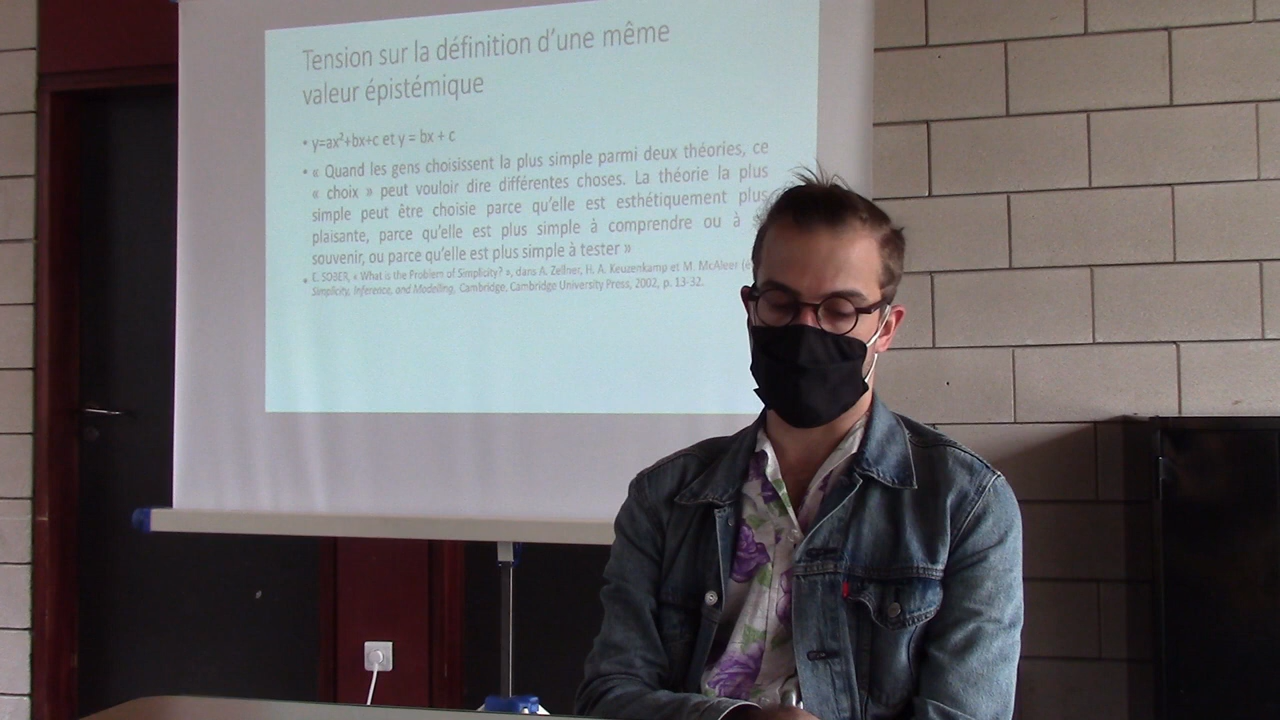 Tension sur la définition d'une même
valeur épistémique
• y=ax²+bx+c et y = bx + c
• « Quand les gens choisissent la plus simple parmi deux théories, ce
« choix » peut vouloir dire différentes choses. La théorie la plus
simple peut être choisie parce qu'elle est esthétiquement plus
plaisante, parce qu'elle est plus simple à comprendre ou à
souvenir, ou parce qu'elle est plus simple à tester »
• E. SOBER, « What is the Problem of Simplicity? », dans A. Zellner, H. A. Keuzenkamp et M. McAleer
Simplicity, Inference, and Modelling, Cambridge, Cambridge University Press, 2002, p. 13-32.